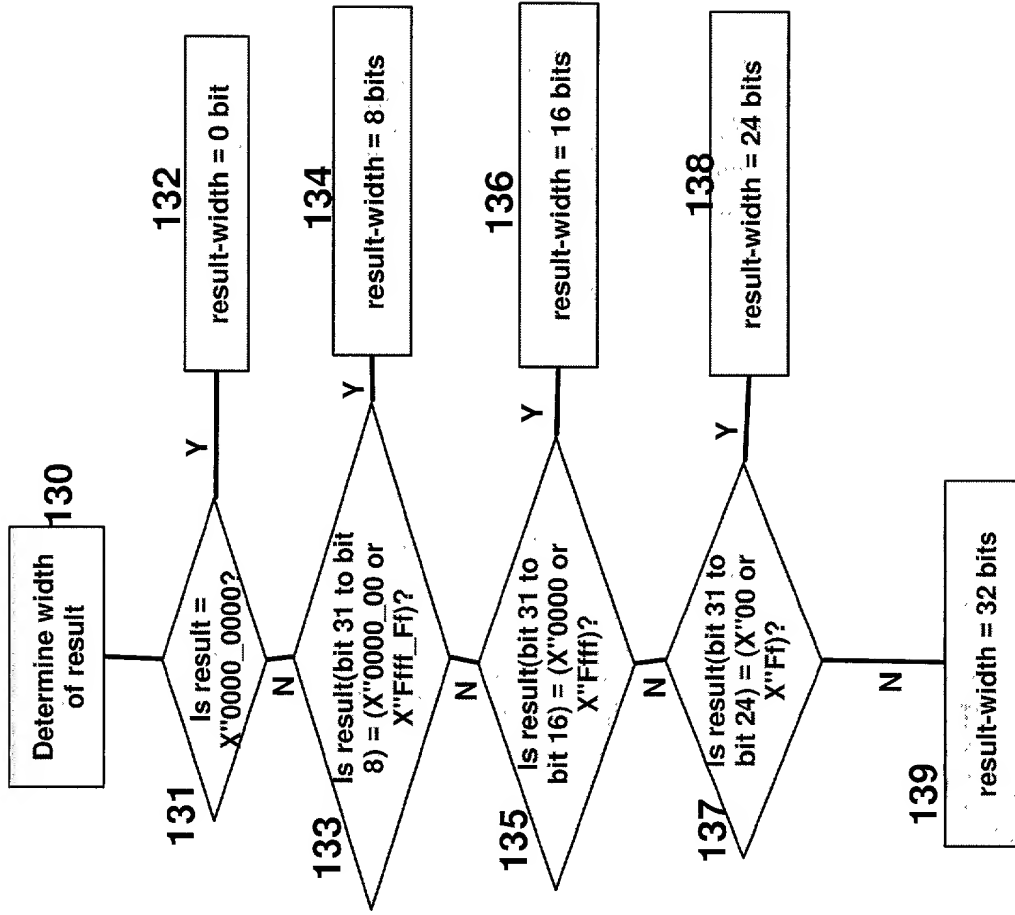 130
Determine width
of result
131
Is result =
X"0000_0000?
Y
132
result-width = 0 bit
N
133
Is result(bit 31 to bit
8) = (X"0000_00 or
X"Ffff_Ff)?
Y
134
result-width = 8 bits
N
135
Is result(bit 31 to
bit 16) = (X"0000 or
X"Ffff)?
Y
136
result-width = 16 bits
N
137
Is result(bit 31 to
bit 24) = (X"00 or
X"Ff)?
Y
138
result-width = 24 bits
N
139
result-width = 32 bits